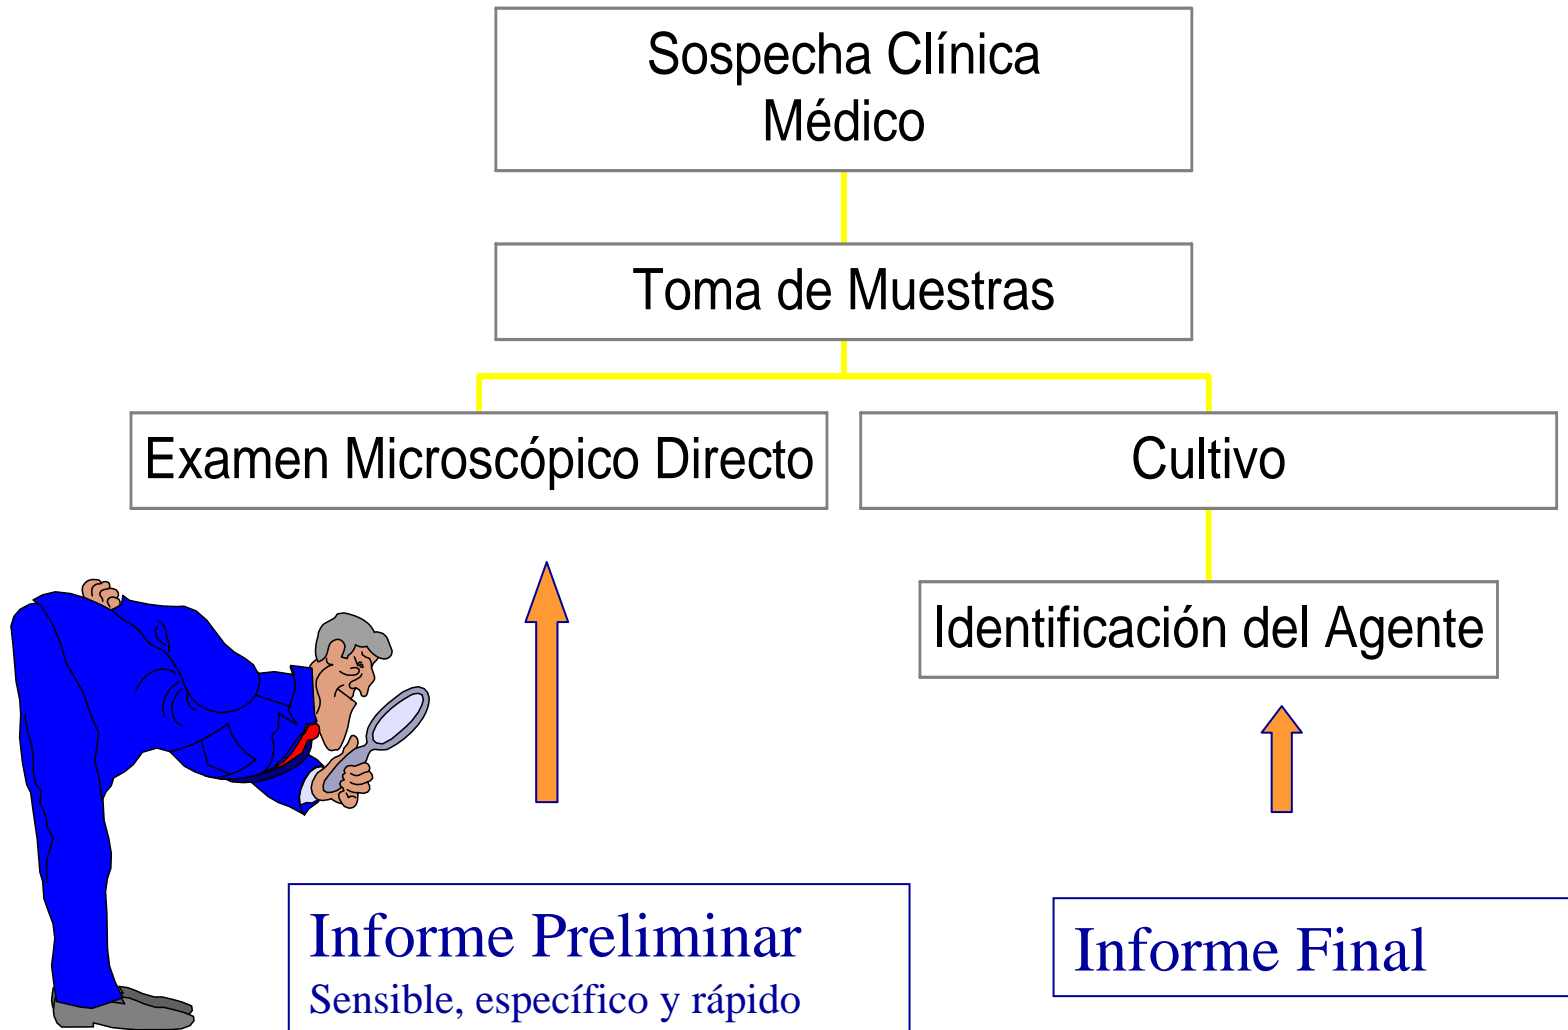 Sospecha Clínica
Médico
Toma de Muestras
Examen Microscópico Directo
Cultivo
Identificación del Agente
Informe Preliminar
Sensible, específico y rápido
Informe Final